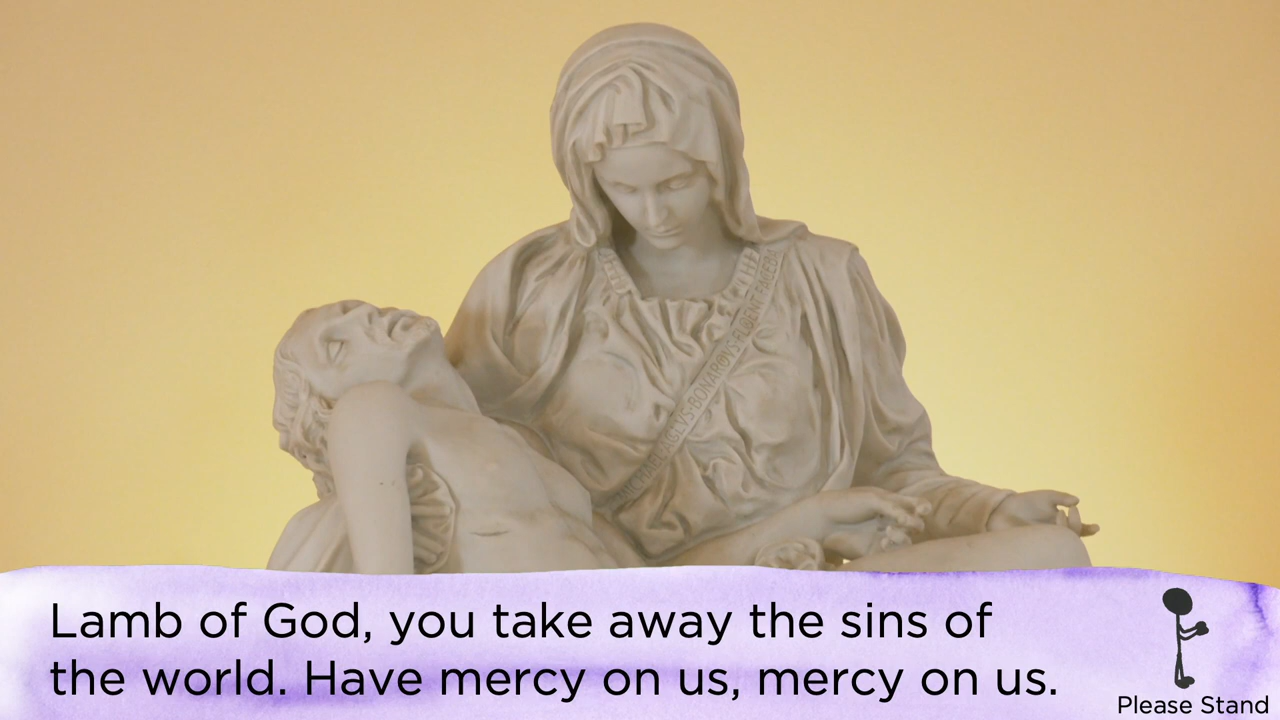 BONAROVS
Lamb of God, you take away the sins of
the world. Have mercy on us, mercy on us.
Please Stand